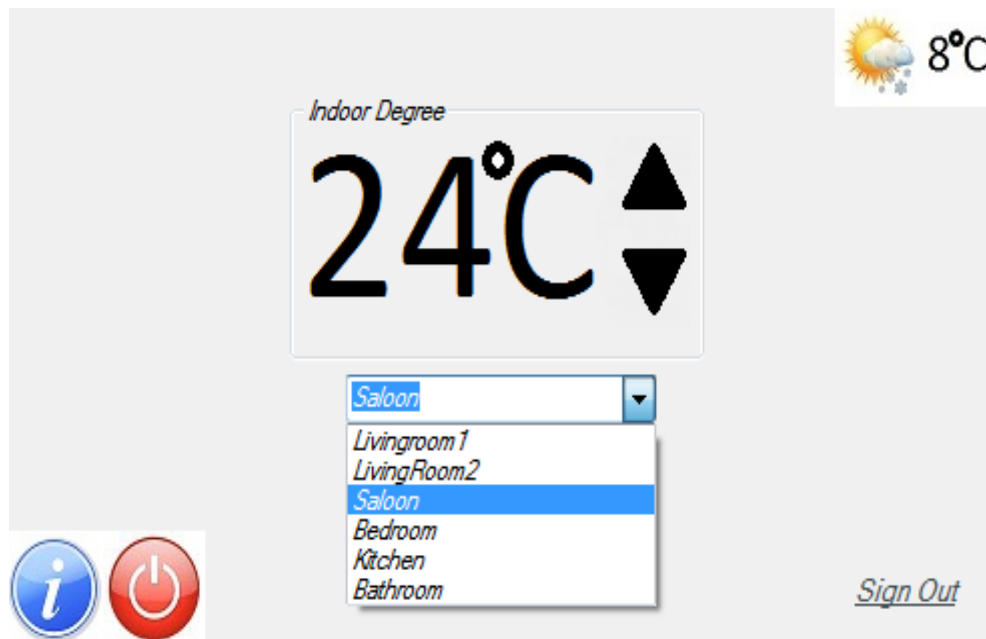 8°C
Indoor Degree
24°C
Saloon
Livingroom1
LivingRoom2
Saloon
Bedroom
Kitchen
Bathroom
i
Sign Out